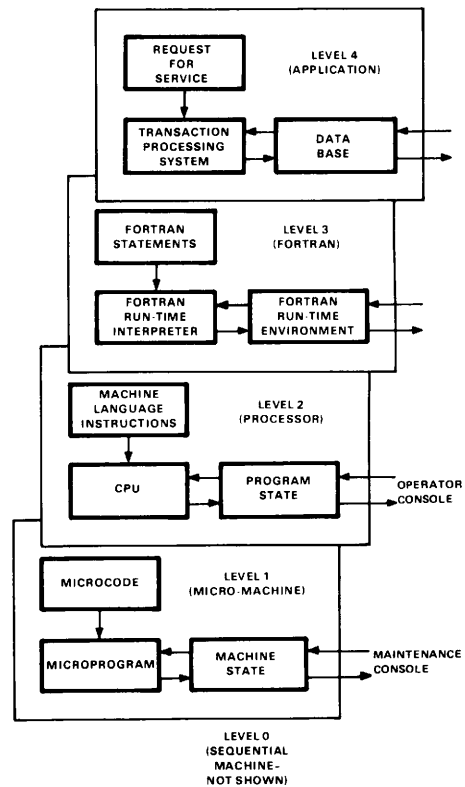 REQUEST
FOR
SERVICE
LEVEL 4
(APPLICATION)
TRANSACTION
PROCESSING
SYSTEM
DATA
BASE
FORTRAN
STATEMENTS
LEVEL 3
(FORTRAN)
FORTRAN
RUN-TIME
INTERPRETER
FORTRAN
RUN-TIME
ENVIRONMENT
MACHINE
LANGUAGE
INSTRUCTIONS
LEVEL 2
(PROCESSOR)
CPU
PROGRAM
STATE
OPERATOR
CONSOLE
MICROCODE
LEVEL 1
(MICRO-MACHINE)
MICROPROGRAM
MACHINE
STATE
MAINTENANCE
CONSOLE
LEVEL 0
(SEQUENTIAL
MACHINE-
NOT SHOWN)